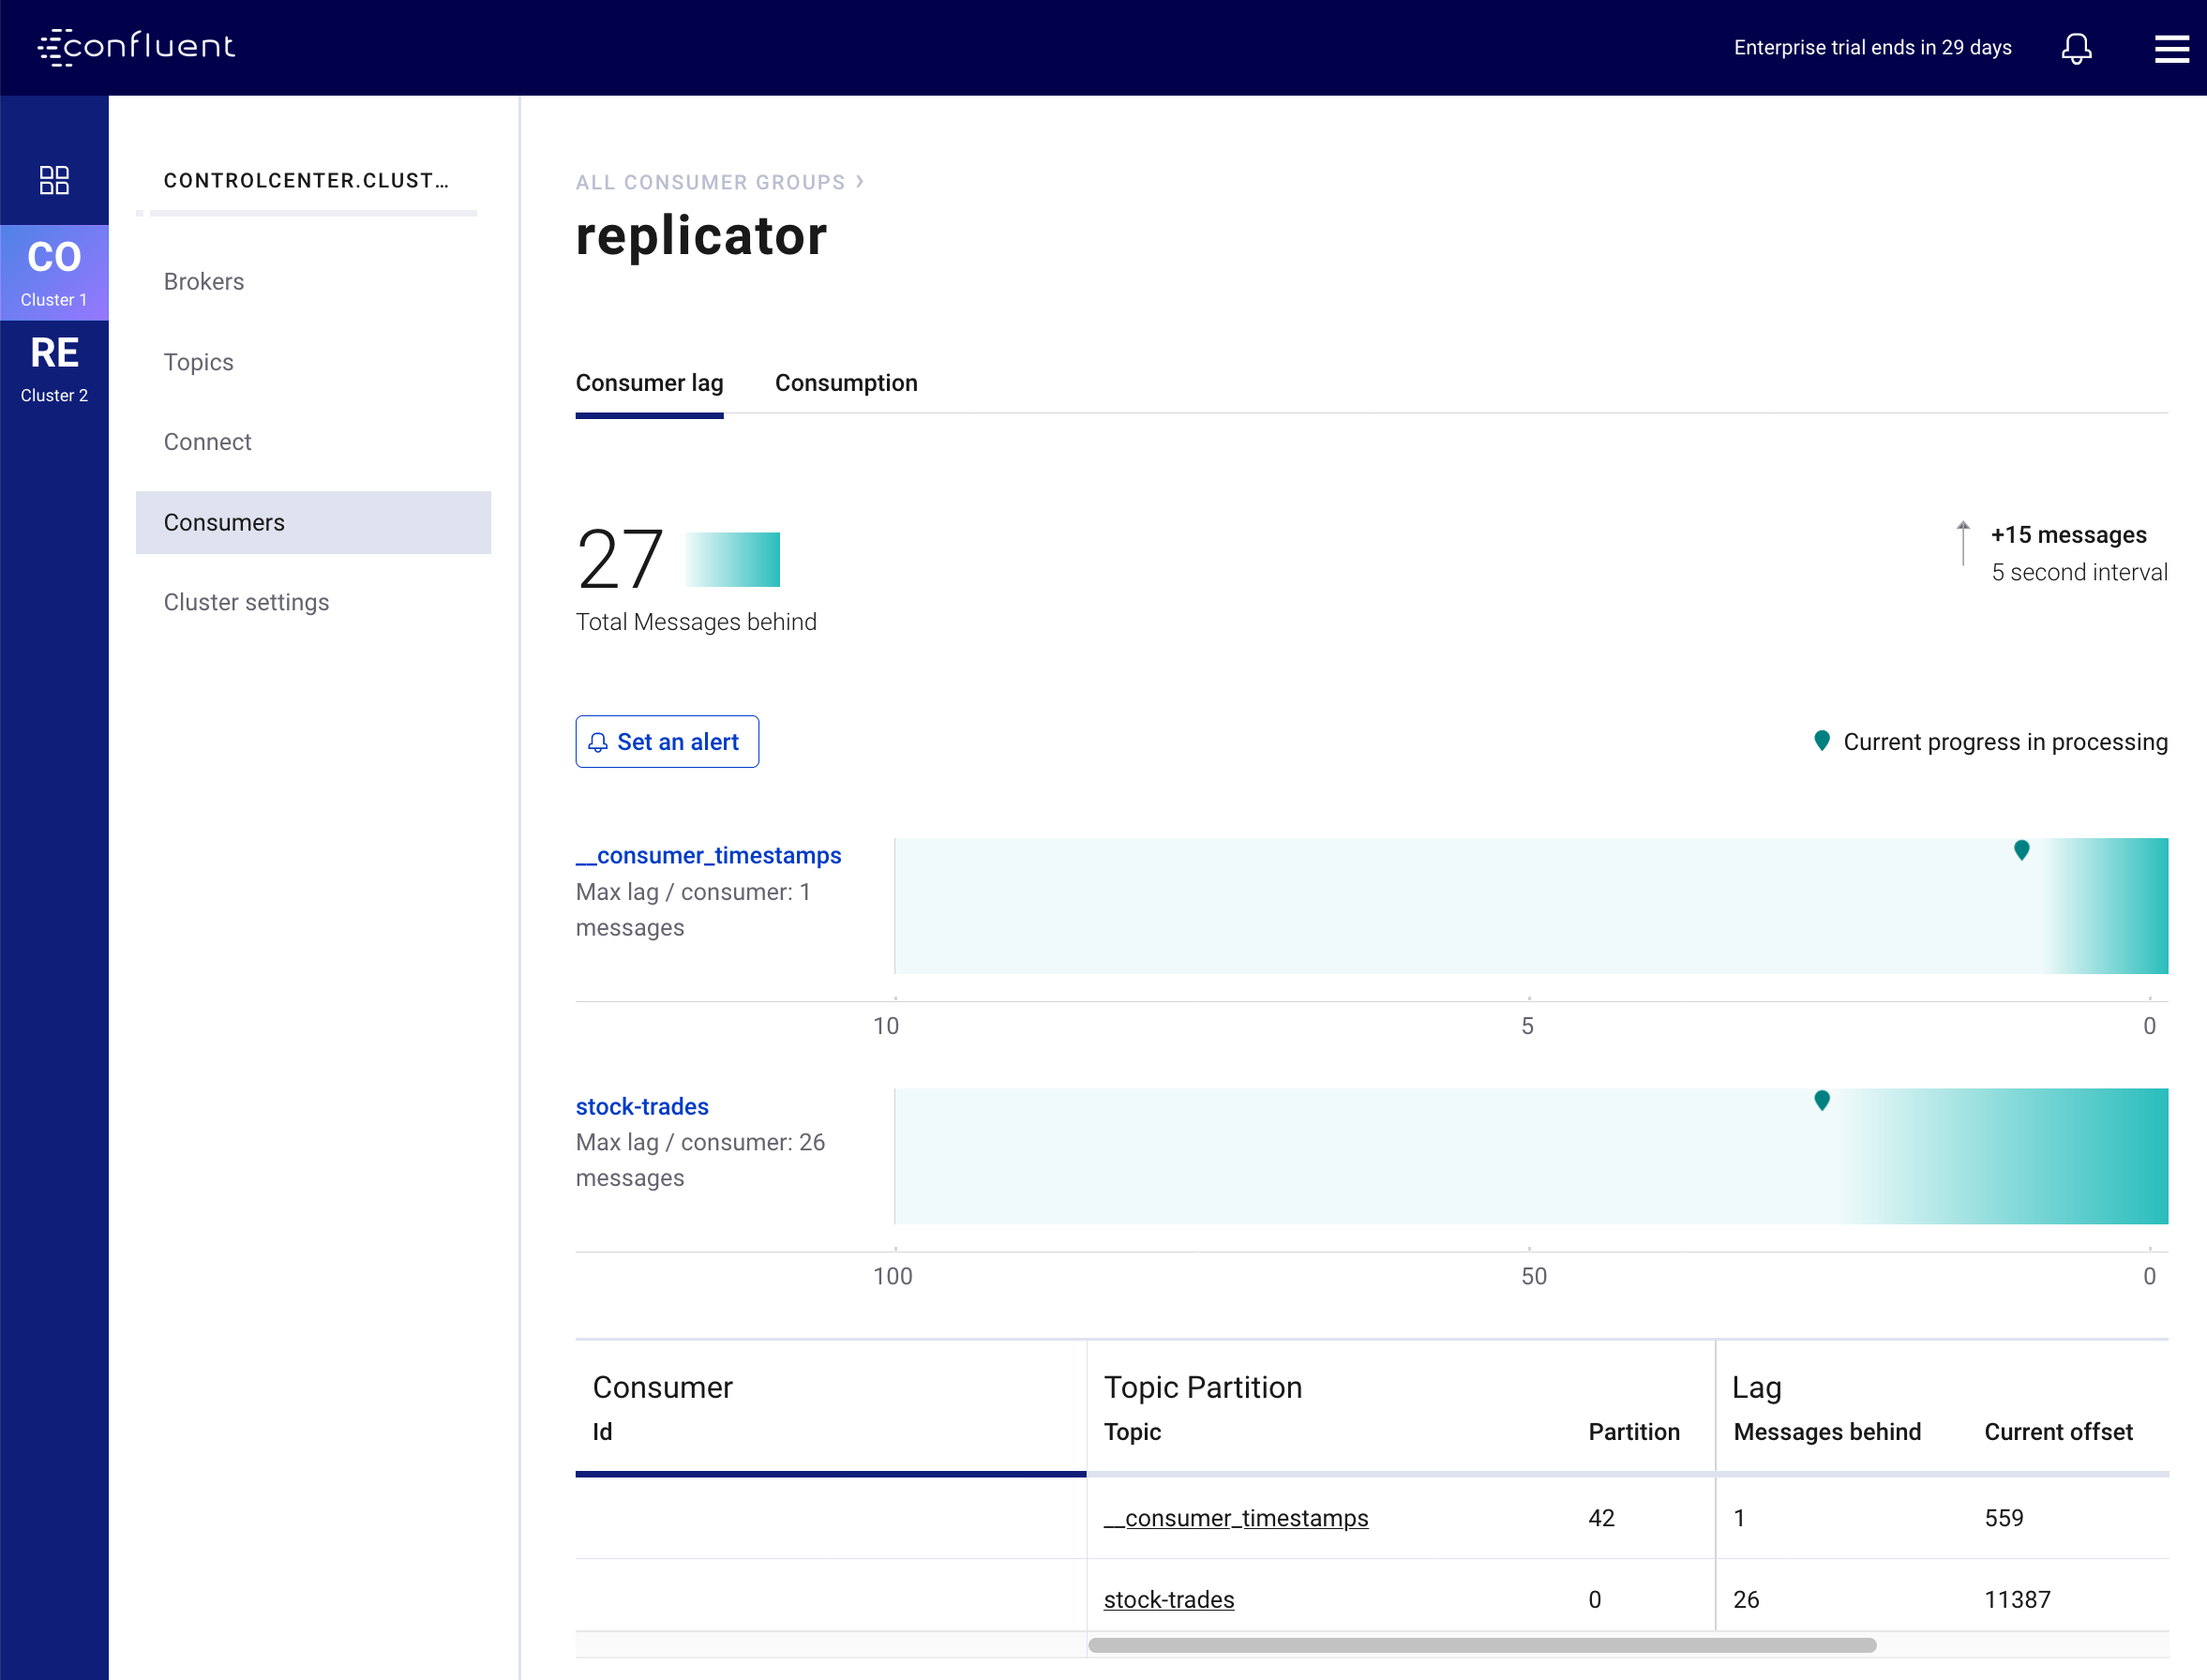 confluent
Enterprise trial ends in 29 days
CO
Cluster 1
RE
Cluster 2
CONTROLCENTER.CLUST...
Brokers
Topics
Connect
Consumers
Cluster settings
ALL CONSUMER GROUPS ›
replicator
Consumer lag Consumption
27
Total Messages behind
+15 messages
5 second interval
Set an alert
Current progress in processing
__consumer_timestamps
Max lag / consumer: 1
messages
10 5 0
stock-trades
Max lag / consumer: 26
messages
100 50 0
Consumer Topic Partition Lag
Id Topic Partition Messages behind Current offset
__consumer_timestamps 42 1 559
stock-trades 0 26 11387